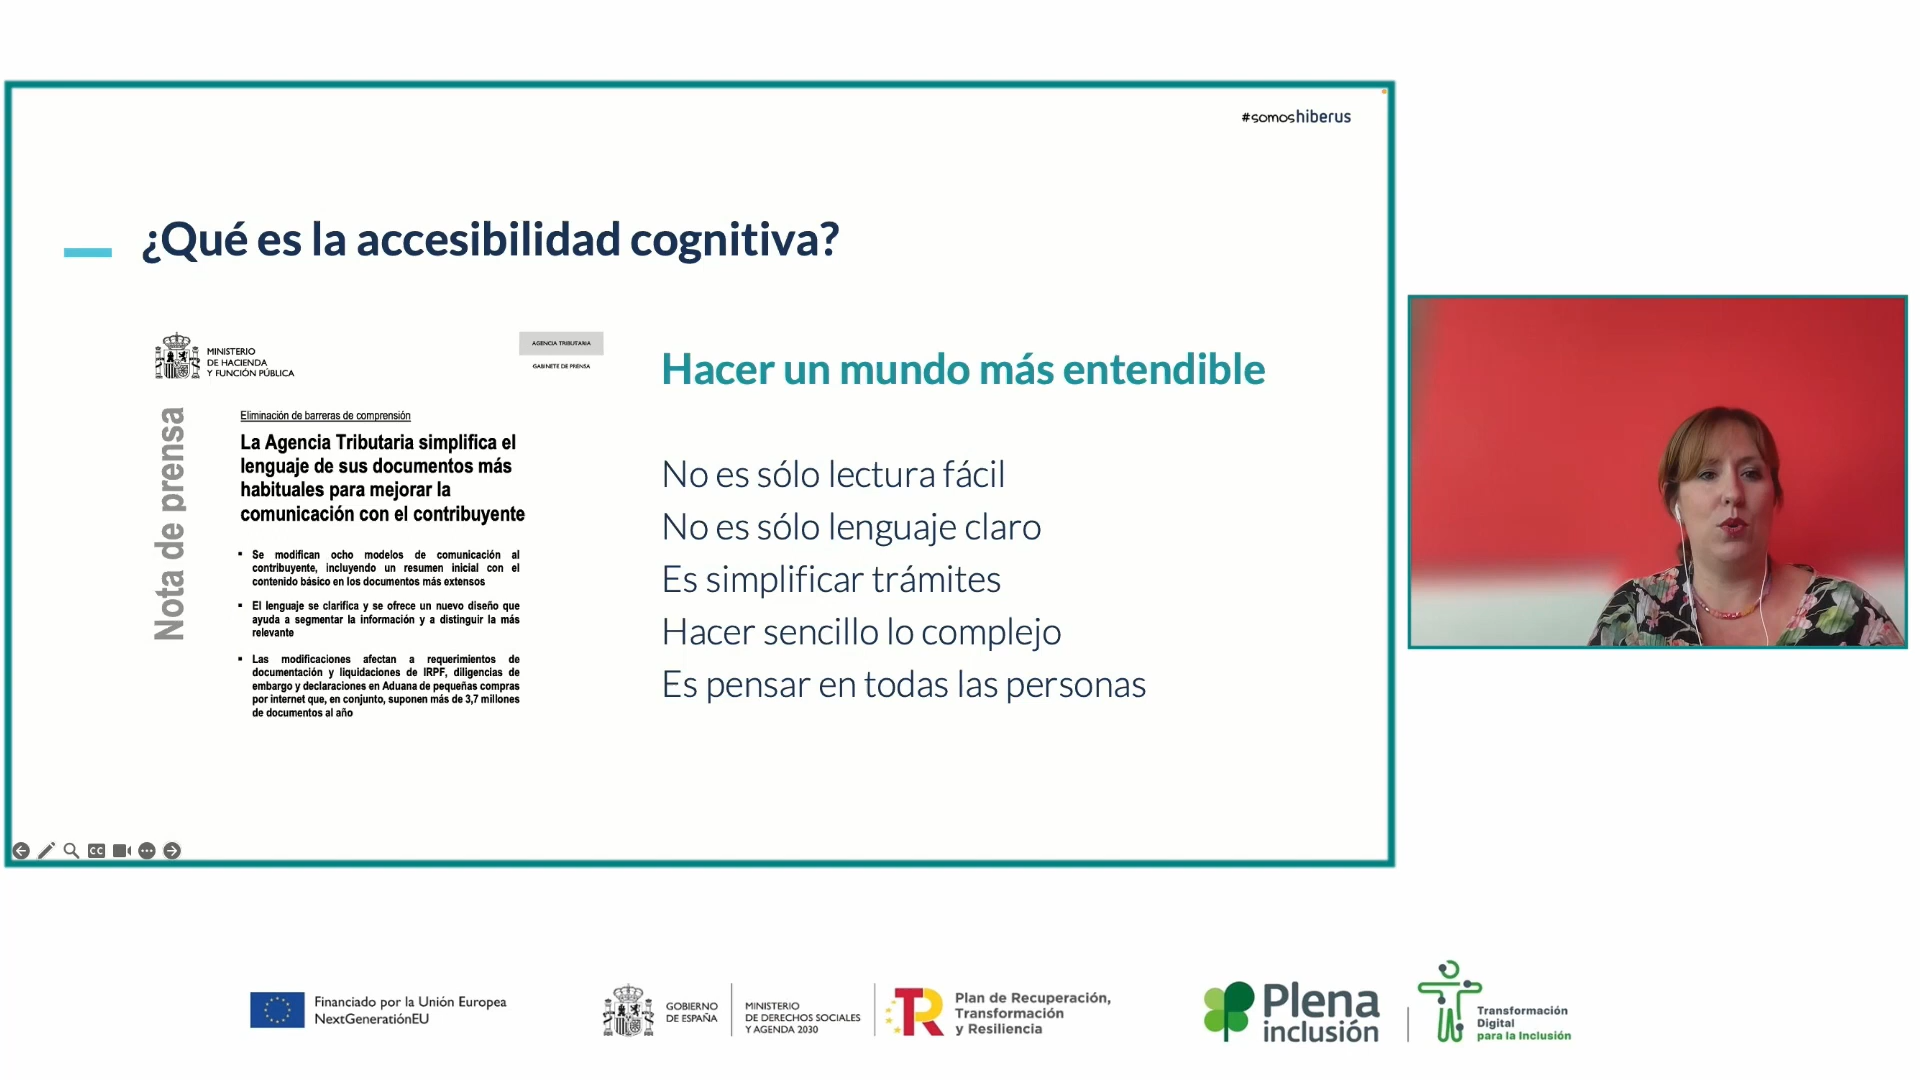 #somoshiberus
¿Qué es la accesibilidad cognitiva?
MINISTERIO
DE HACIENDA
Y FUNCIÓN PÚBLICA
AGENCIA TRIBUTARIA
GABINETE DE PRENSA
Nota de prensa
Eliminación de barreras de comprensión
La Agencia Tributaria simplifica el
lenguaje de sus documentos más
habituales para mejorar la
comunicación con el contribuyente
▪ Se modifican ocho modelos de comunicación al
contribuyente, incluyendo un resumen inicial con el
contenido básico en los documentos más extensos
▪ El lenguaje se clarifica y se ofrece un nuevo diseño que
ayuda a segmentar la información y a distinguir la más
relevante
▪ Las modificaciones afectan a requerimientos de
documentación y liquidaciones de IRPF, diligencias de
embargo y declaraciones en Aduana de pequeñas compras
por internet que, en conjunto, suponen más de 3,7 millones
de documentos al año
Hacer un mundo más entendible
No es sólo lectura fácil
No es sólo lenguaje claro
Es simplificar trámites
Hacer sencillo lo complejo
Es pensar en todas las personas
CC
Financiado por la Unión Europea
NextGenerationEU
GOBIERNO
DE ESPAÑA
MINISTERIO
DE DERECHOS SOCIALES
Y AGENDA 2030
R
Plan de Recuperación,
Transformación
y Resiliencia
Plena
inclusión
Transformación
Digital
para la Inclusión